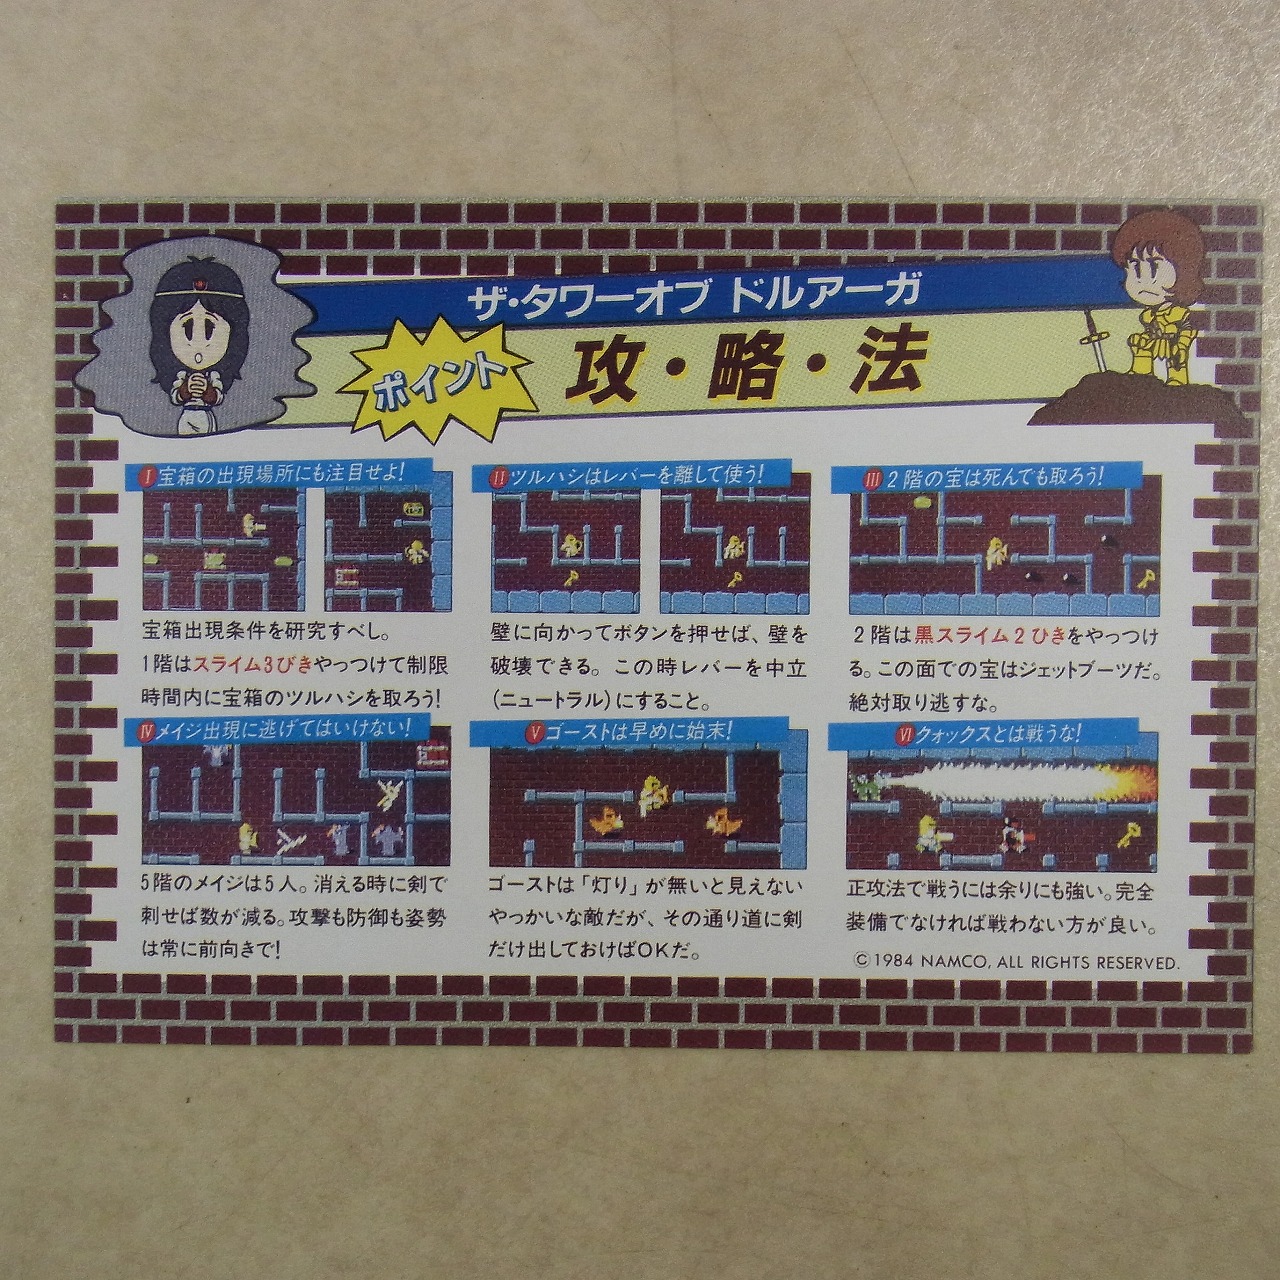 ザ・タワーオブ ドルアーガ
ポイント
攻・略・法
I 宝箱の出現場所にも注目せよ!
宝箱出現条件を研究すべし。
1階はスライム3びきやっつけて制限
時間内に宝箱のツルハシを取ろう!
II ツルハシはレバーを離して使う!
壁に向かってボタンを押せば、壁を
破壊できる。この時レバーを中立
(ニュートラル)にすること。
III 2階の宝は死んでも取ろう!
2階は黒スライム2ひきをやっつけ
る。この面での宝はジェットブーツだ。
絶対取り逃すな。
IV メイジ出現に逃げてはいけない!
5階のメイジは5人。消える時に剣で
刺せば数が減る。攻撃も防御も姿勢
は常に前向きで!
V ゴーストは早めに始末!
ゴーストは「灯り」が無いと見えない
やっかいな敵だが、その通り道に剣
だけ出しておけばOKだ。
VI クォックスとは戦うな!
正攻法で戦うには余りにも強い。完全
装備でなければ戦わない方が良い。
©1984 NAMCO, ALL RIGHTS RESERVED.